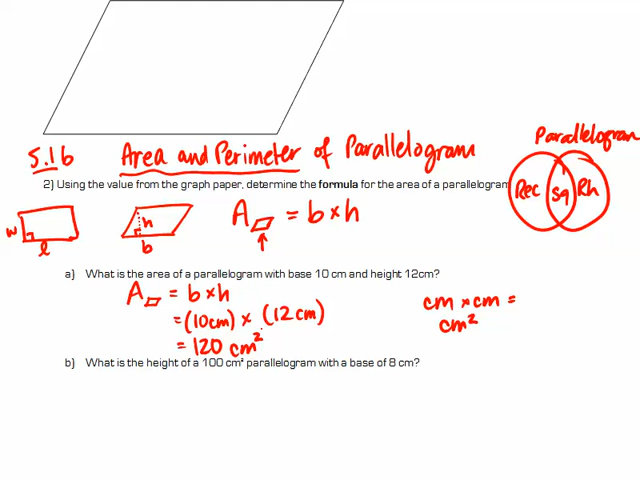 Parallelogram
5.16 Area and Perimeter of Parallelogram
2) Using the value from the graph paper, determine the formula for the area of a parallelogram
Rec Sq Rh
w l
h b
A = b × h
a) What is the area of a parallelogram with base 10 cm and height 12cm?
A = b × h
= (10cm) × (12 cm)
= 120 cm²
cm × cm =
cm²
b) What is the height of a 100 cm² parallelogram with a base of 8 cm?